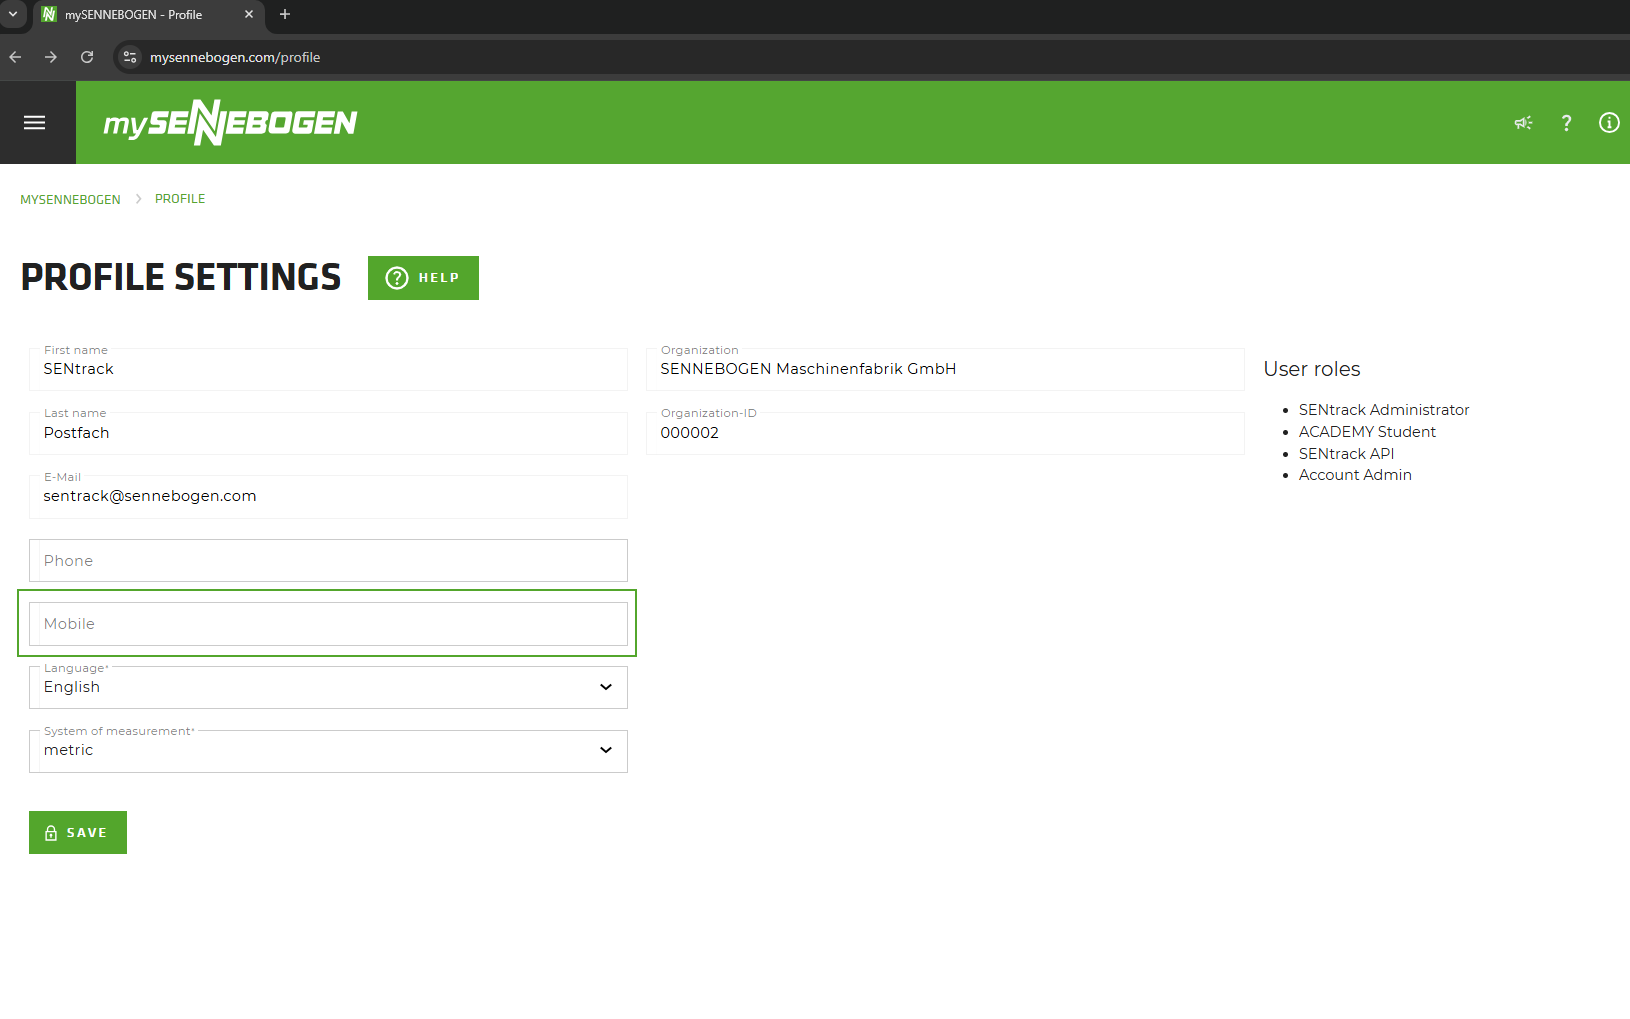 mySENNEBOGEN - Profile
mysennebogen.com/profile
mySENNEBOGEN
MYSENNEBOGEN
PROFILE
PROFILE SETTINGS
HELP
First name
SENtrack
Last name
Postfach
E-Mail
sentrack@sennebogen.com
Phone
Mobile
Language*
English
System of measurement*
metric
SAVE
Organization
SENNEBOGEN Maschinenfabrik GmbH
Organization-ID
000002
User roles
SENtrack Administrator
ACADEMY Student
SENtrack API
Account Admin